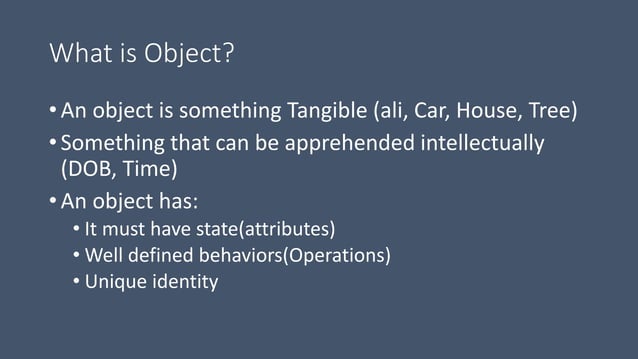 What is Object?
• An object is something Tangible (ali, Car, House, Tree)
• Something that can be apprehended intellectually
(DOB, Time)
• An object has:
• It must have state(attributes)
• Well defined behaviors(Operations)
• Unique identity